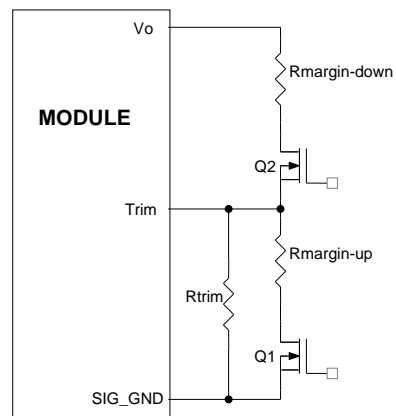 Vo
Rmargin-down
MODULE
Q2
Trim
Rmargin-up
Rtrim
Q1
SIG_GND